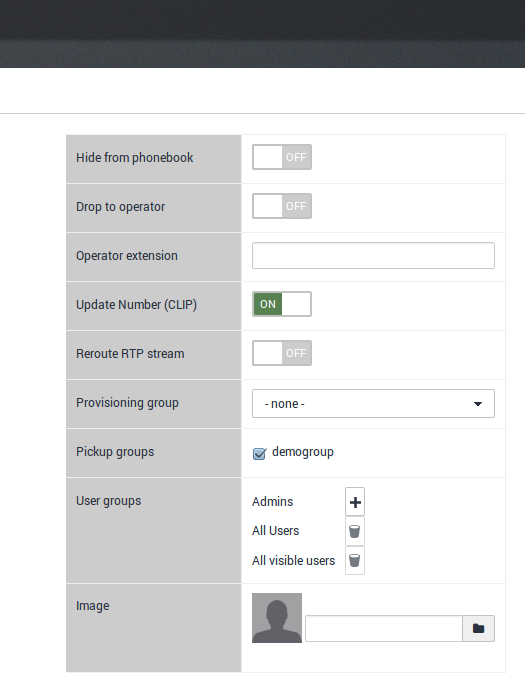 Hide from phonebook OFF
Drop to operator OFF
Operator extension
Update Number (CLIP) ON
Reroute RTP stream OFF
Provisioning group - none -
Pickup groups demogroup
User groups Admins
All Users
All visible users
Image